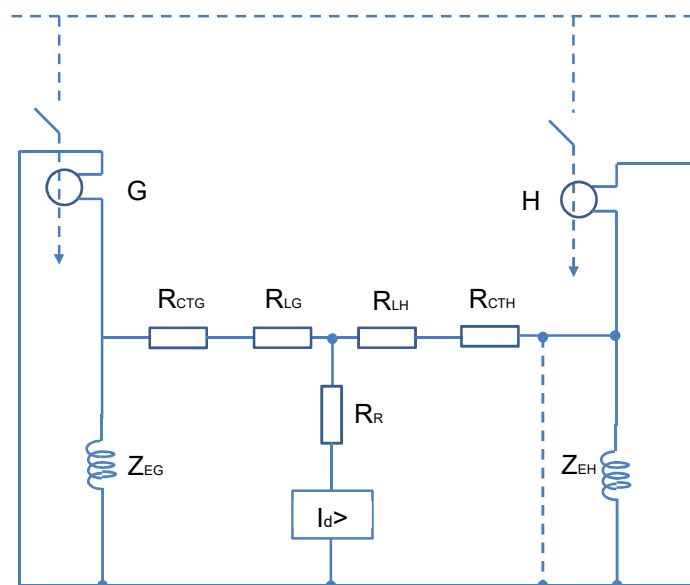 G
H
RCTG RLG RLH RCTH
RR
ZEG ZEH
Id>